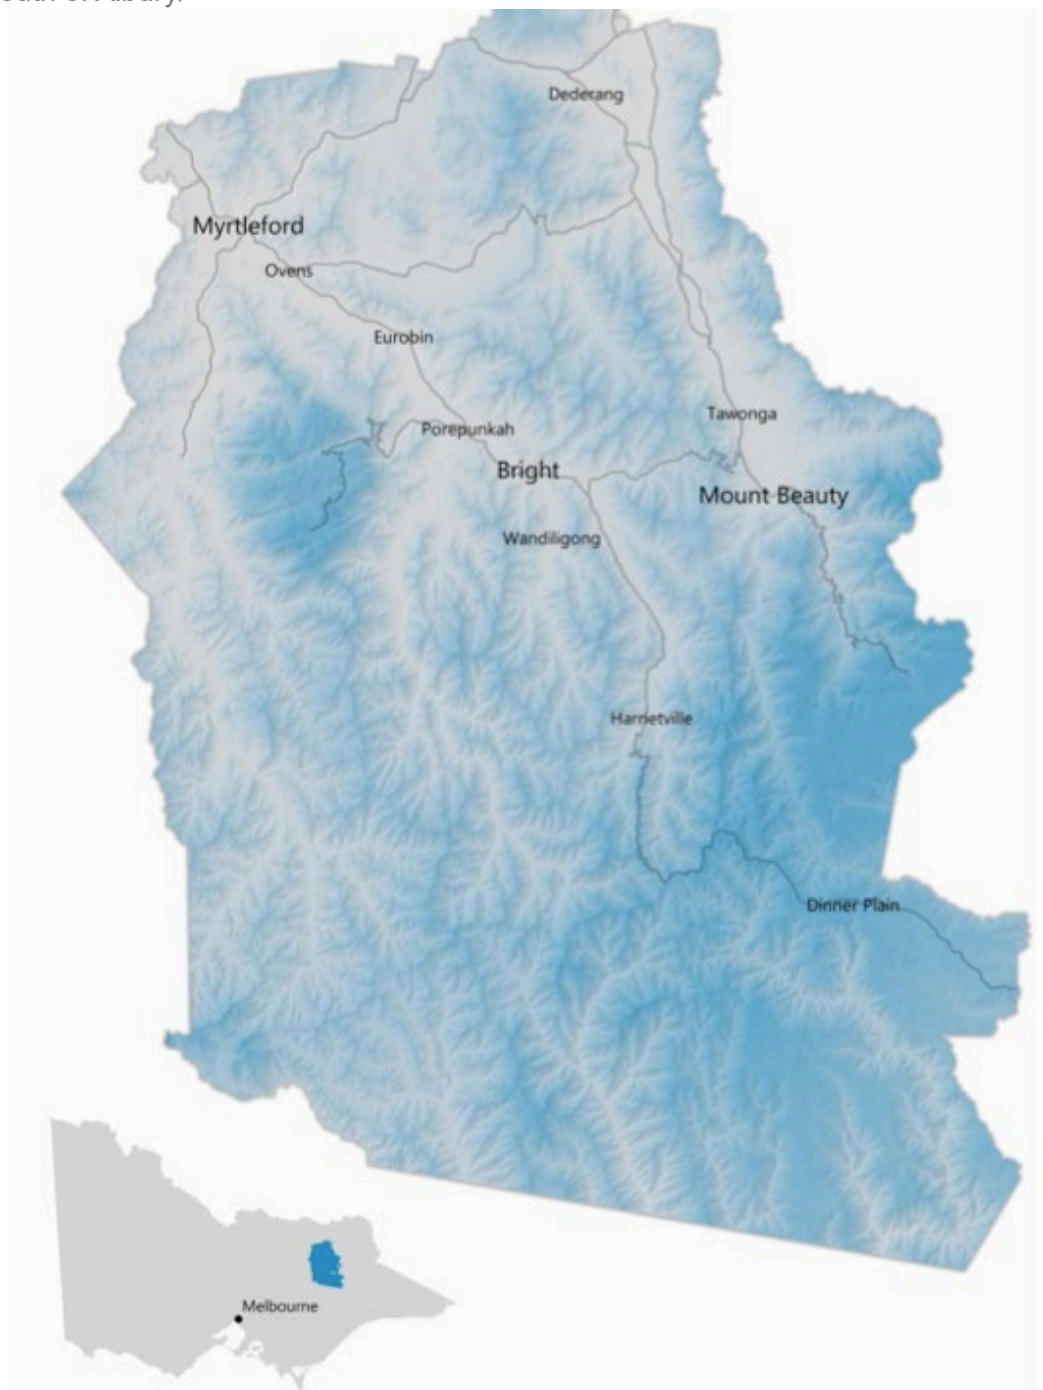 Dederang
Myrtleford
Ovens
Eurobin
Tawonga
Porepunkah
Bright
Mount Beauty
Wandiligong
Harrietville
Dinner Plain
Melbourne